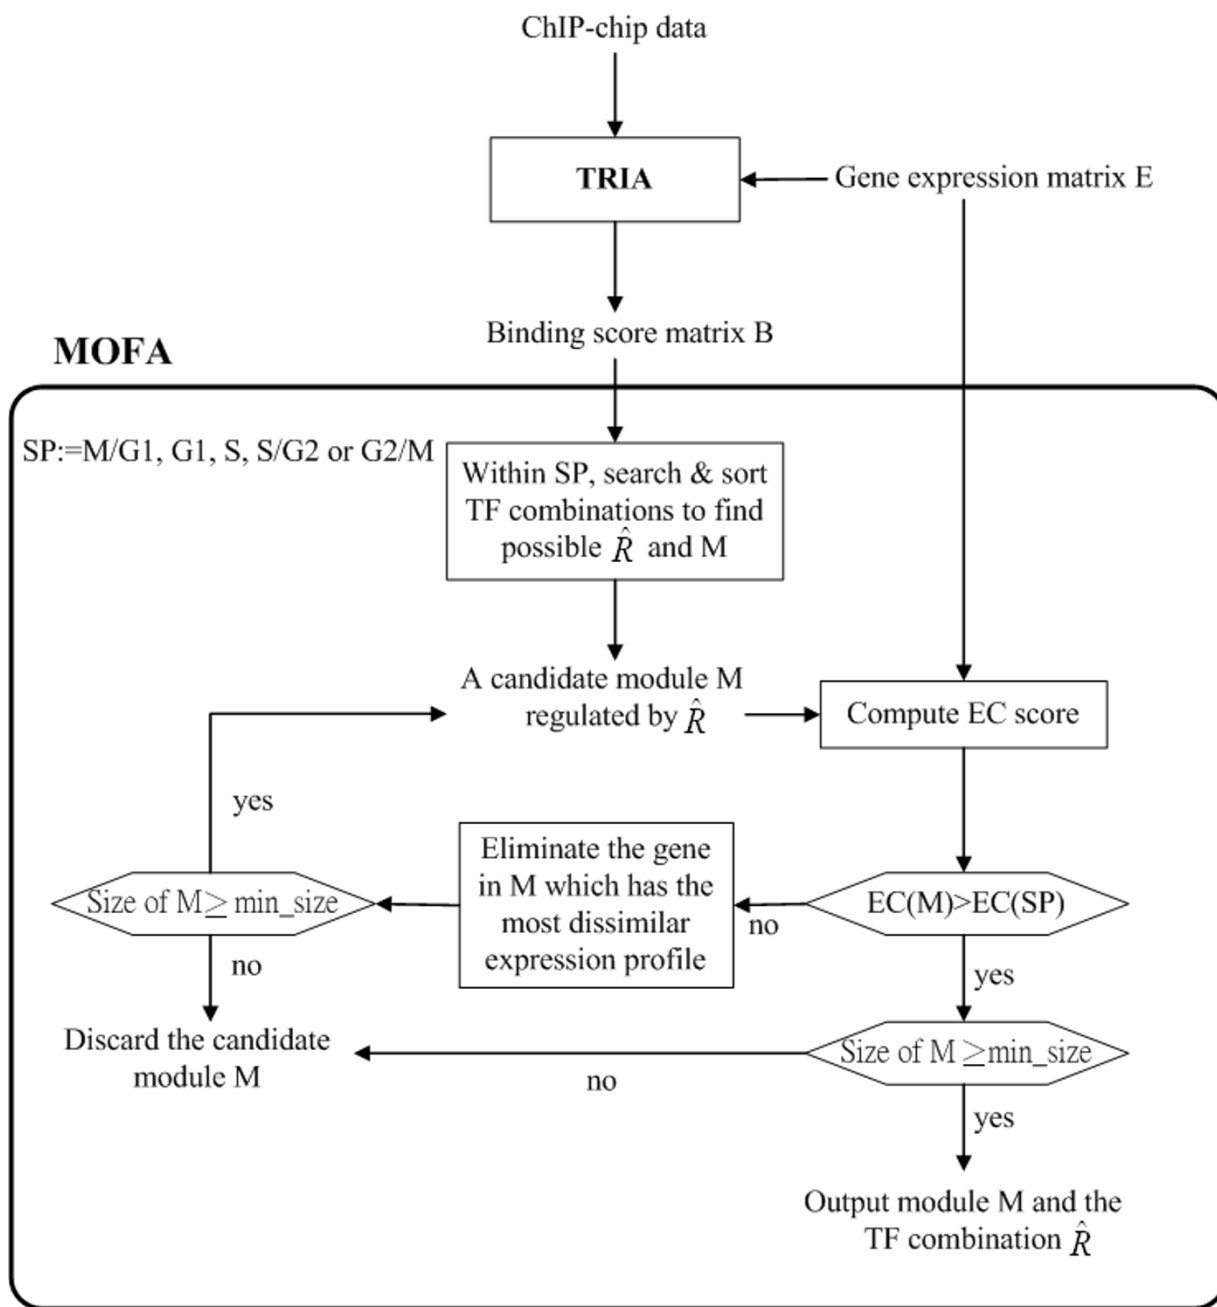 ChIP-chip data
TRIA
Gene expression matrix E
Binding score matrix B
MOFA
SP:=M/G1, G1, S, S/G2 or G2/M
Within SP, search & sort
TF combinations to find
possible R̂ and M
A candidate module M
regulated by R̂
Compute EC score
yes
Eliminate the gene
in M which has the
most dissimilar
expression profile
Size of M≥ min_size
EC(M)>EC(SP)
no
no
yes
Discard the candidate
module M
Size of M ≥min_size
no
yes
Output module M and the
TF combination R̂